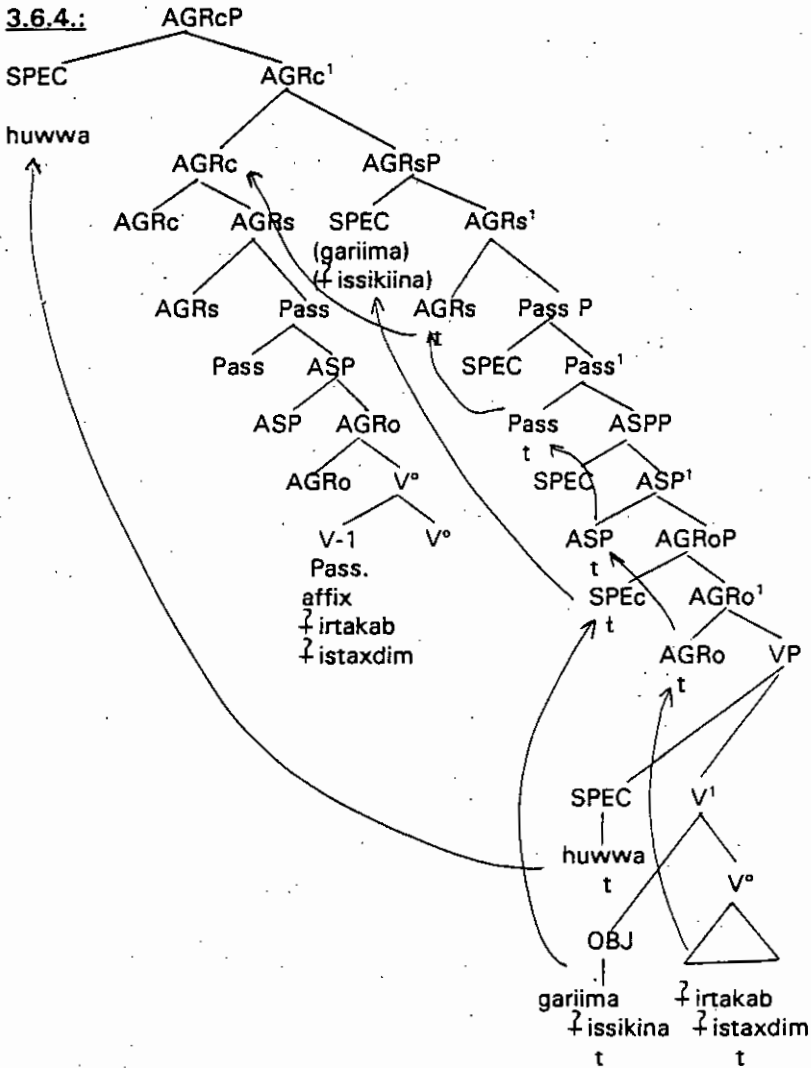 3.6.4.: AGRcP
SPEC AGRc¹
huwwa
AGRc AGRsP
AGRc AGRs SPEC AGRs¹
(gariima)
(ʔissikiina)
AGRs Pass AGRs Pass P
t
Pass ASP SPEC Pass¹
ASP AGRo Pass ASPP
t
AGRo V° SPEC ASP¹
V-1 V° ASP AGRoP
Pass. t
affix SPEc AGRo¹
ʔirtakab t
ʔistaxdim AGRo VP
t
SPEC V¹
huwwa
t V°
OBJ
gariima ʔirtakab
ʔissikina ʔistaxdim
t t